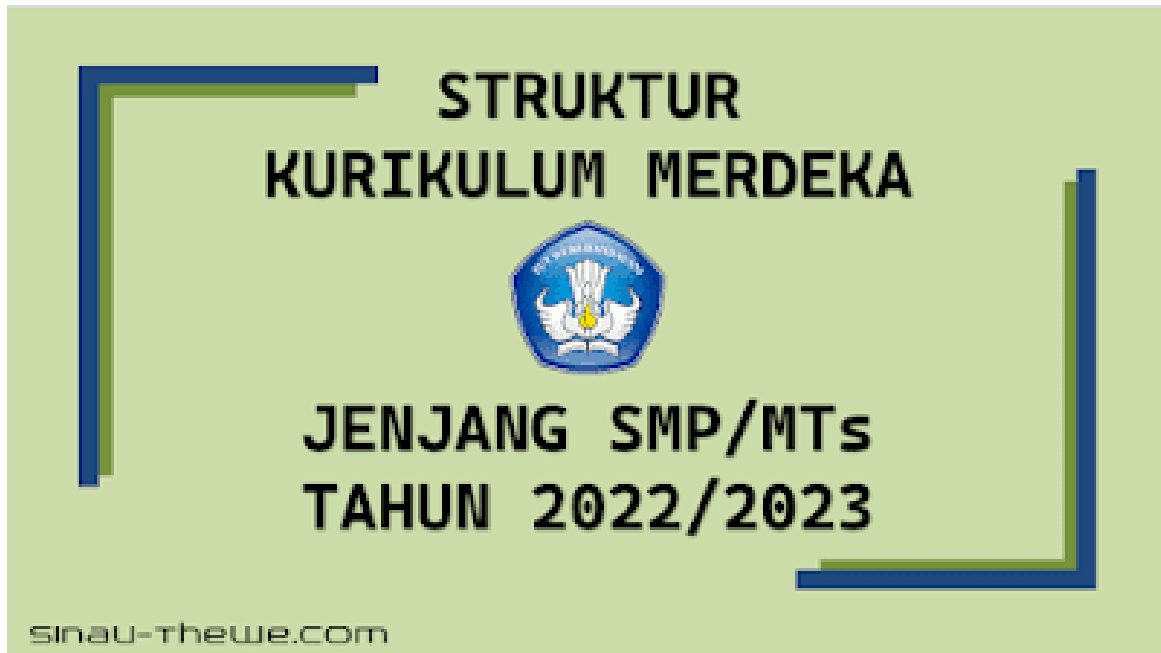 STRUKTUR
KURIKULUM MERDEKA
JENJANG SMP/MTs
TAHUN 2022/2023
sinau-thewe.com